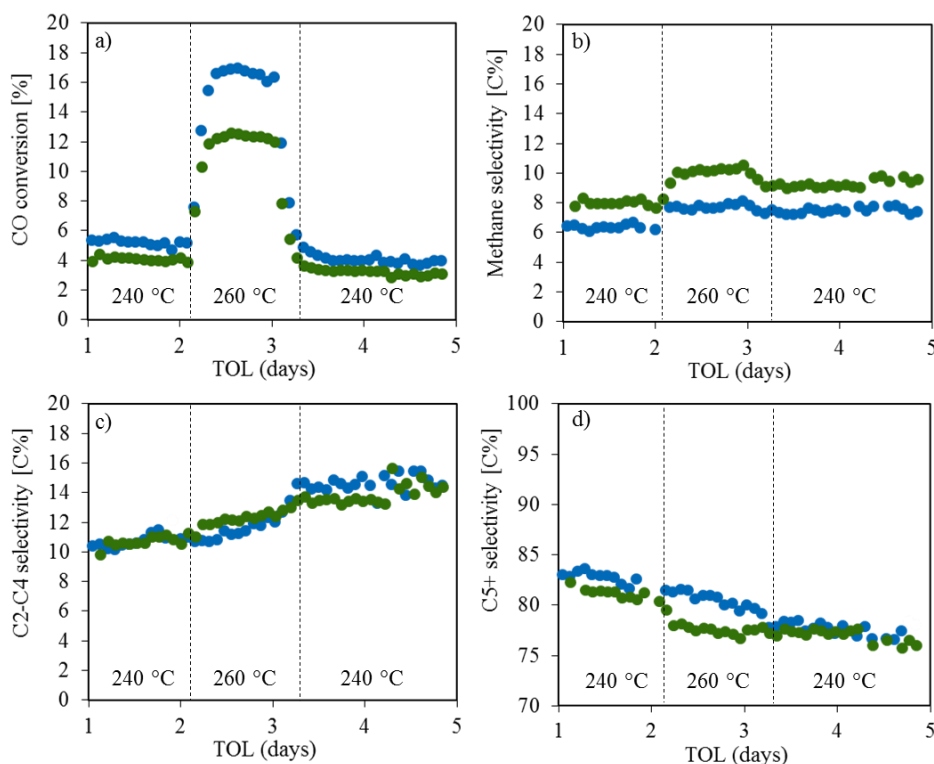 a)
CO conversion [%]
20
18
16
14
12
10
8
6
4
2
0
240 °C
260 °C
240 °C
1
2
3
4
5
TOL (days)
b)
Methane selectivity [C%]
20
18
16
14
12
10
8
6
4
2
0
240 °C
260 °C
240 °C
1
2
3
4
5
TOL (days)
c)
C2-C4 selectivity [C%]
20
18
16
14
12
10
8
6
4
2
0
240 °C
260 °C
240 °C
1
2
3
4
5
TOL (days)
d)
C5+ selectivity [C%]
100
95
90
85
80
75
70
240 °C
260 °C
240 °C
1
2
3
4
5
TOL (days)